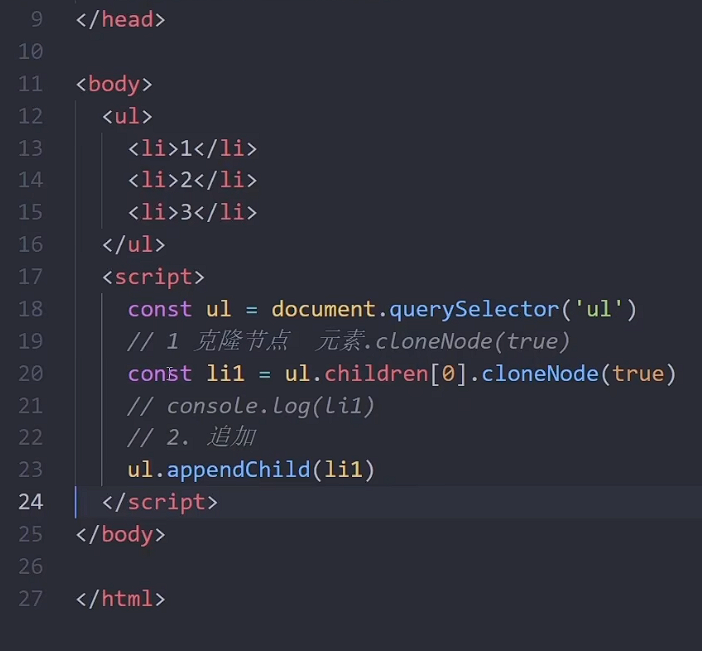 9 </head>
10
11 <body>
12   <ul>
13     <li>1</li>
14     <li>2</li>
15     <li>3</li>
16   </ul>
17   <script>
18     const ul = document.querySelector('ul')
19     // 1 克隆节点  元素.cloneNode(true)
20     const li1 = ul.children[0].cloneNode(true)
21     // console.log(li1)
22     // 2. 追加
23     ul.appendChild(li1)
24   </script>
25 </body>
26
27 </html>